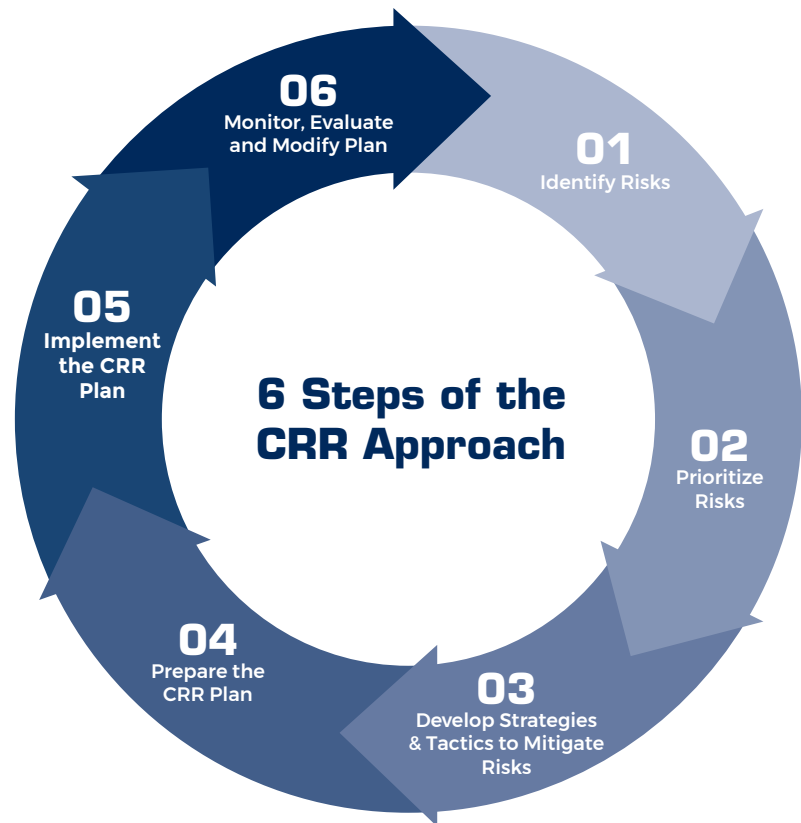 6 Steps of the
CRR Approach
01
Identify Risks
02
Prioritize
Risks
03
Develop Strategies
& Tactics to Mitigate
Risks
04
Prepare the
CRR Plan
05
Implement
the CRR
Plan
06
Monitor, Evaluate
and Modify Plan